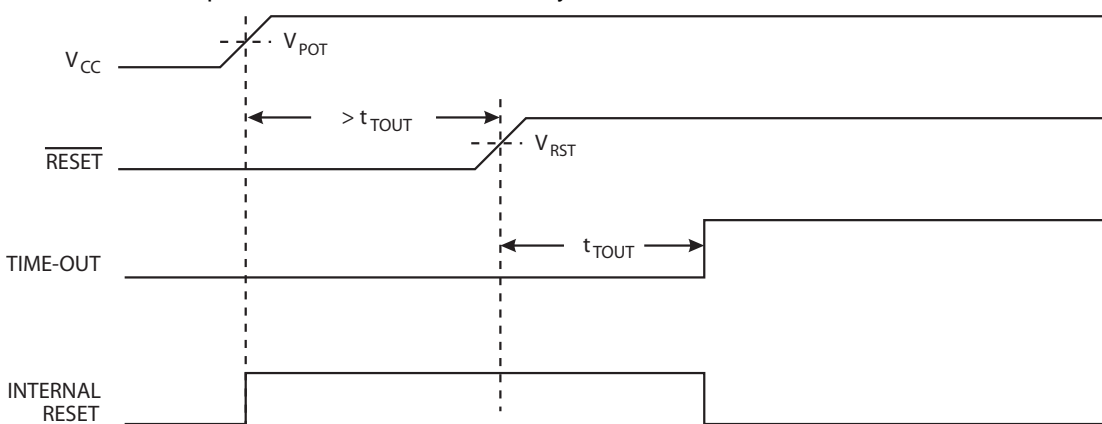 V_CC
V_POT
> t_TOUT
RESET
V_RST
TIME-OUT
t_TOUT
INTERNAL
RESET